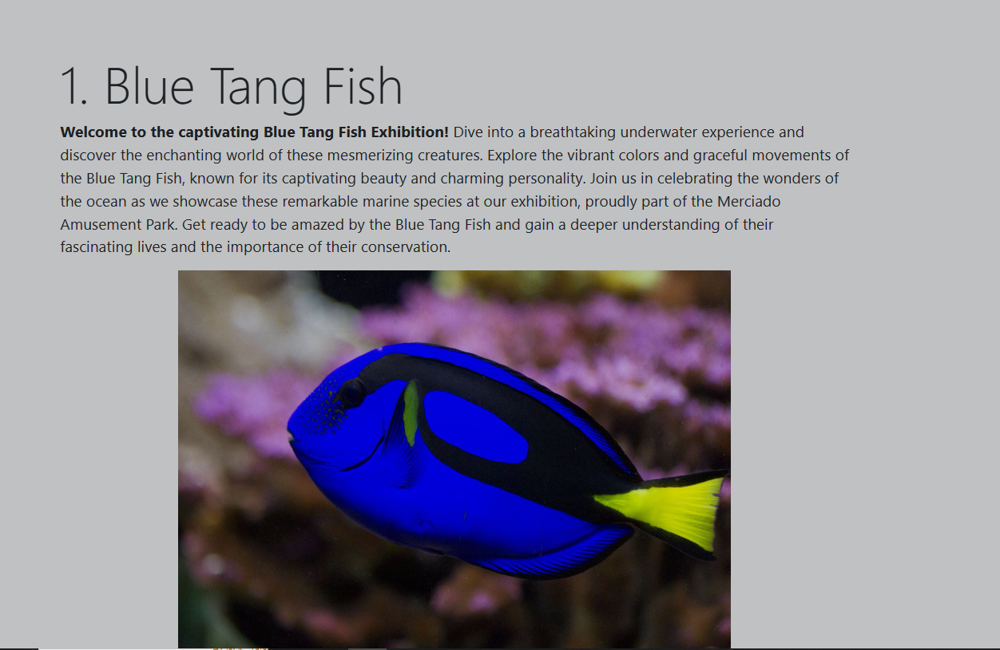 1. Blue Tang Fish
Welcome to the captivating Blue Tang Fish Exhibition! Dive into a breathtaking underwater experience and
discover the enchanting world of these mesmerizing creatures. Explore the vibrant colors and graceful movements of
the Blue Tang Fish, known for its captivating beauty and charming personality. Join us in celebrating the wonders of
the ocean as we showcase these remarkable marine species at our exhibition, proudly part of the Merciado
Amusement Park. Get ready to be amazed by the Blue Tang Fish and gain a deeper understanding of their
fascinating lives and the importance of their conservation.